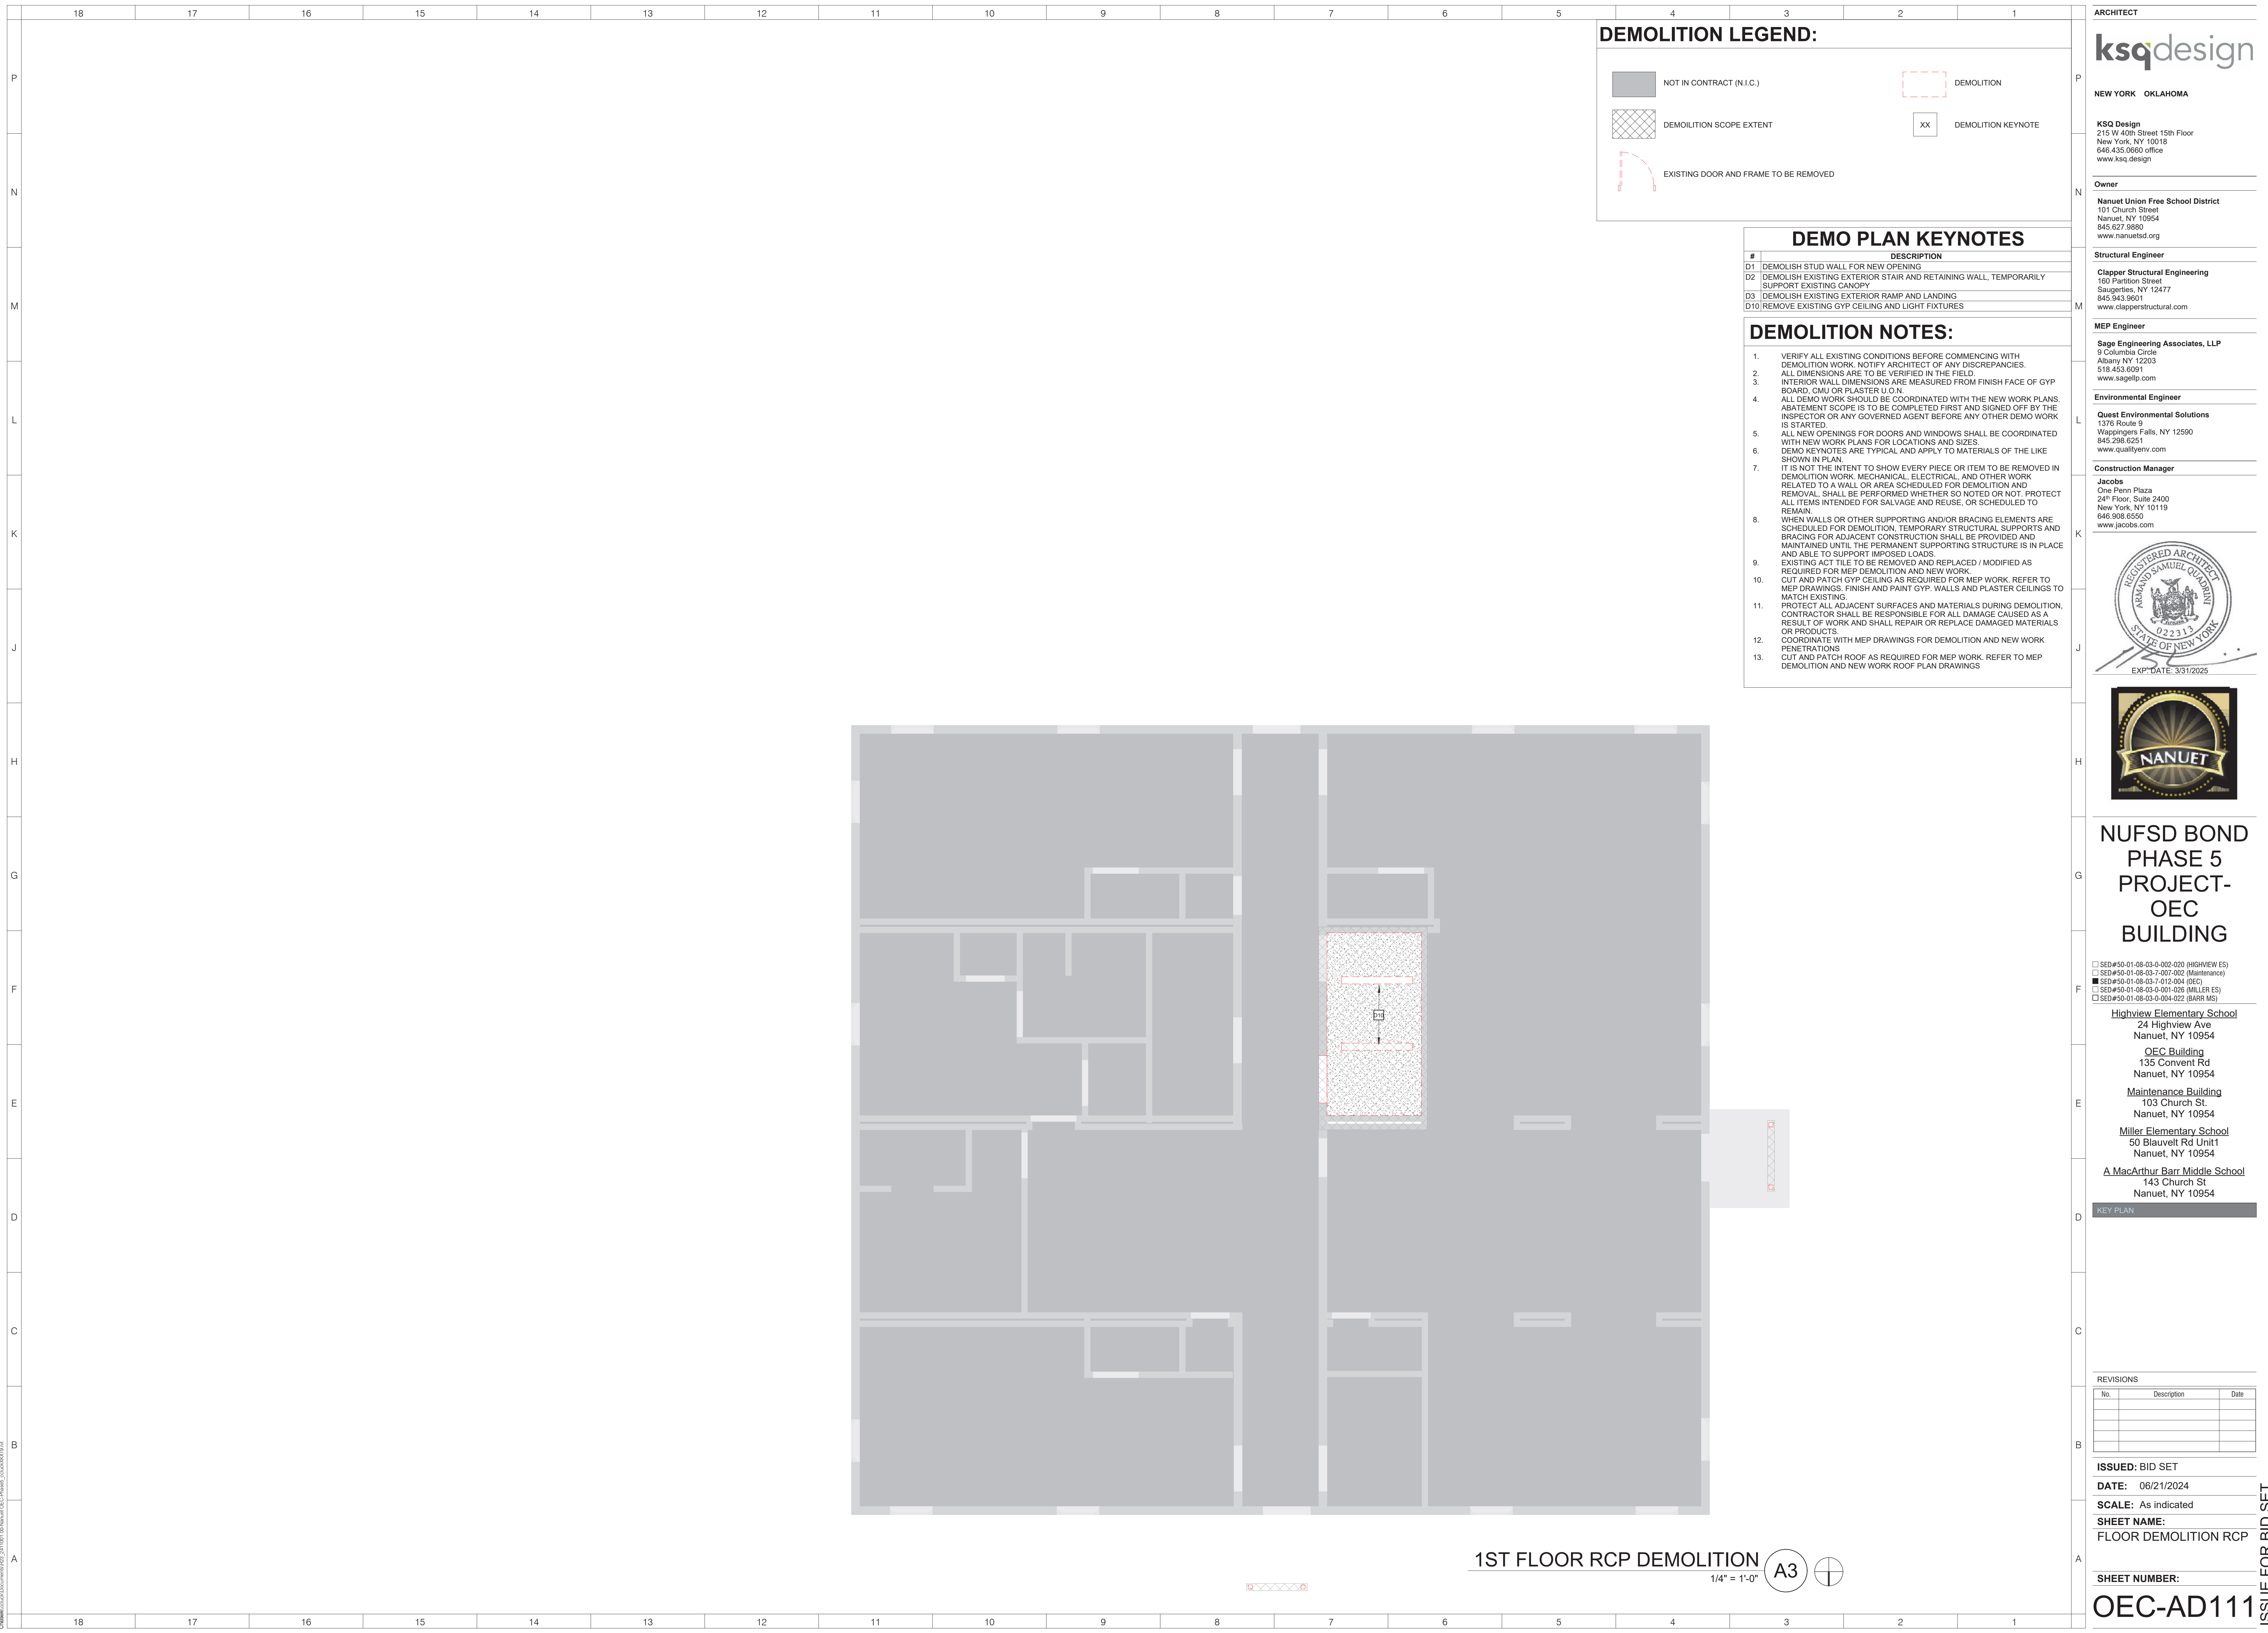 18 17 16 15 14 13 12 11 10 9 8 7 6 5 4 3 2 1
P
N
M
L
K
J
H
G
F
E
D
C
B
A
DEMOLITION LEGEND:
NOT IN CONTRACT (N.I.C.)
DEMOLITION
DEMOILITION SCOPE EXTENT
XX DEMOLITION KEYNOTE
EXISTING DOOR AND FRAME TO BE REMOVED
DEMO PLAN KEYNOTES
# DESCRIPTION
D1 DEMOLISH STUD WALL FOR NEW OPENING
D2 DEMOLISH EXISTING EXTERIOR STAIR AND RETAINING WALL, TEMPORARILY
SUPPORT EXISTING CANOPY
D3 DEMOLISH EXISTING EXTERIOR RAMP AND LANDING
D10 REMOVE EXISTING GYP CEILING AND LIGHT FIXTURES
DEMOLITION NOTES:
1. VERIFY ALL EXISTING CONDITIONS BEFORE COMMENCING WITH
DEMOLITION WORK. NOTIFY ARCHITECT OF ANY DISCREPANCIES.
2. ALL DIMENSIONS ARE TO BE VERIFIED IN THE FIELD.
3. INTERIOR WALL DIMENSIONS ARE MEASURED FROM FINISH FACE OF GYP
BOARD, CMU OR PLASTER U.O.N.
4. ALL DEMO WORK SHOULD BE COORDINATED WITH THE NEW WORK PLANS.
ABATEMENT SCOPE IS TO BE COMPLETED FIRST AND SIGNED OFF BY THE
INSPECTOR OR ANY GOVERNED AGENT BEFORE ANY OTHER DEMO WORK
IS STARTED.
5. ALL NEW OPENINGS FOR DOORS AND WINDOWS SHALL BE COORDINATED
WITH NEW WORK PLANS FOR LOCATIONS AND SIZES.
6. DEMO KEYNOTES ARE TYPICAL AND APPLY TO MATERIALS OF THE LIKE
SHOWN IN PLAN.
7. IT IS NOT THE INTENT TO SHOW EVERY PIECE OR ITEM TO BE REMOVED IN
DEMOLITION WORK. MECHANICAL, ELECTRICAL, AND OTHER WORK
RELATED TO A WALL OR AREA SCHEDULED FOR DEMOLITION AND
REMOVAL, SHALL BE PERFORMED WHETHER SO NOTED OR NOT. PROTECT
ALL ITEMS INTENDED FOR SALVAGE AND REUSE, OR SCHEDULED TO
REMAIN.
8. WHEN WALLS OR OTHER SUPPORTING AND/OR BRACING ELEMENTS ARE
SCHEDULED FOR DEMOLITION, TEMPORARY STRUCTURAL SUPPORTS AND
BRACING FOR ADJACENT CONSTRUCTION SHALL BE PROVIDED AND
MAINTAINED UNTIL THE PERMANENT SUPPORTING STRUCTURE IS IN PLACE
AND ABLE TO SUPPORT IMPOSED LOADS.
9. EXISTING ACT TILE TO BE REMOVED AND REPLACED / MODIFIED AS
REQUIRED FOR MEP DEMOLITION AND NEW WORK.
10. CUT AND PATCH GYP CEILING AS REQUIRED FOR MEP WORK. REFER TO
MEP DRAWINGS. FINISH AND PAINT GYP. WALLS AND PLASTER CEILINGS TO
MATCH EXISTING.
11. PROTECT ALL ADJACENT SURFACES AND MATERIALS DURING DEMOLITION,
CONTRACTOR SHALL BE RESPONSIBLE FOR ALL DAMAGE CAUSED AS A
RESULT OF WORK AND SHALL REPAIR OR REPLACE DAMAGED MATERIALS
OR PRODUCTS.
12. COORDINATE WITH MEP DRAWINGS FOR DEMOLITION AND NEW WORK
PENETRATIONS
13. CUT AND PATCH ROOF AS REQUIRED FOR MEP WORK. REFER TO MEP
DEMOLITION AND NEW WORK ROOF PLAN DRAWINGS
D10
1ST FLOOR RCP DEMOLITION
1/4" = 1'-0"
A3
P
N
M
L
K
J
H
G
F
E
D
C
B
A
18 17 16 15 14 13 12 11 10 9 8 7 6 5 4 3 2 1
ARCHITECT
ksqdesign
NEW YORK OKLAHOMA
KSQ Design
215 W 40th Street 15th Floor
New York, NY 10018
646.435.0660 office
www.ksq.design
Owner
Nanuet Union Free School District
101 Church Street
Nanuet, NY 10954
845.627.9880
www.nanuetsd.org
Structural Engineer
Clapper Structural Engineering
160 Partition Street
Saugerties, NY 12477
845.943.9601
www.clapperstructural.com
MEP Engineer
Sage Engineering Associates, LLP
9 Columbia Circle
Albany NY 12203
518.453.6091
www.sagellp.com
Environmental Engineer
Quest Environmental Solutions
1376 Route 9
Wappingers Falls, NY 12590
845.298.6251
www.qualityenv.com
Construction Manager
Jacobs
One Penn Plaza
24th Floor, Suite 2400
New York, NY 10119
646.908.6550
www.jacobs.com
REGISTERED ARCHITECT
ARMAND SAMUEL QUADRINI
022313
STATE OF NEW YORK
EXP. DATE: 3/31/2025
NANUET
NUFSD BOND
PHASE 5
PROJECT-
OEC
BUILDING
SED#50-01-08-03-0-002-020 (HIGHVIEW ES)
SED#50-01-08-03-7-007-002 (Maintenance)
SED#50-01-08-03-7-012-004 (OEC)
SED#50-01-08-03-0-001-026 (MILLER ES)
SED#50-01-08-03-0-004-022 (BARR MS)
Highview Elementary School
24 Highview Ave
Nanuet, NY 10954
OEC Building
135 Convent Rd
Nanuet, NY 10954
Maintenance Building
103 Church St.
Nanuet, NY 10954
Miller Elementary School
50 Blauvelt Rd Unit1
Nanuet, NY 10954
A MacArthur Barr Middle School
143 Church St
Nanuet, NY 10954
KEY PLAN
REVISIONS
No. Description Date
ISSUED: BID SET
DATE: 06/21/2024
SCALE: As indicated
SHEET NAME:
FLOOR DEMOLITION RCP
SHEET NUMBER:
OEC-AD111
ISSUE FOR BID SET